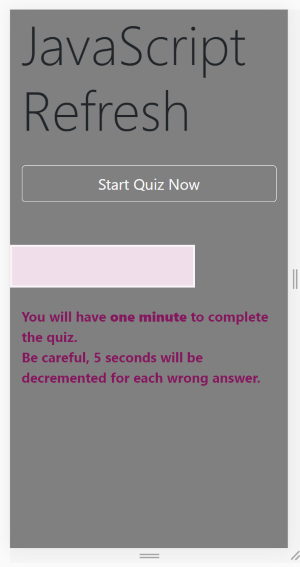 JavaScript
Refresh
Start Quiz Now
You will have one minute to complete
the quiz.
Be careful, 5 seconds will be
decremented for each wrong answer.